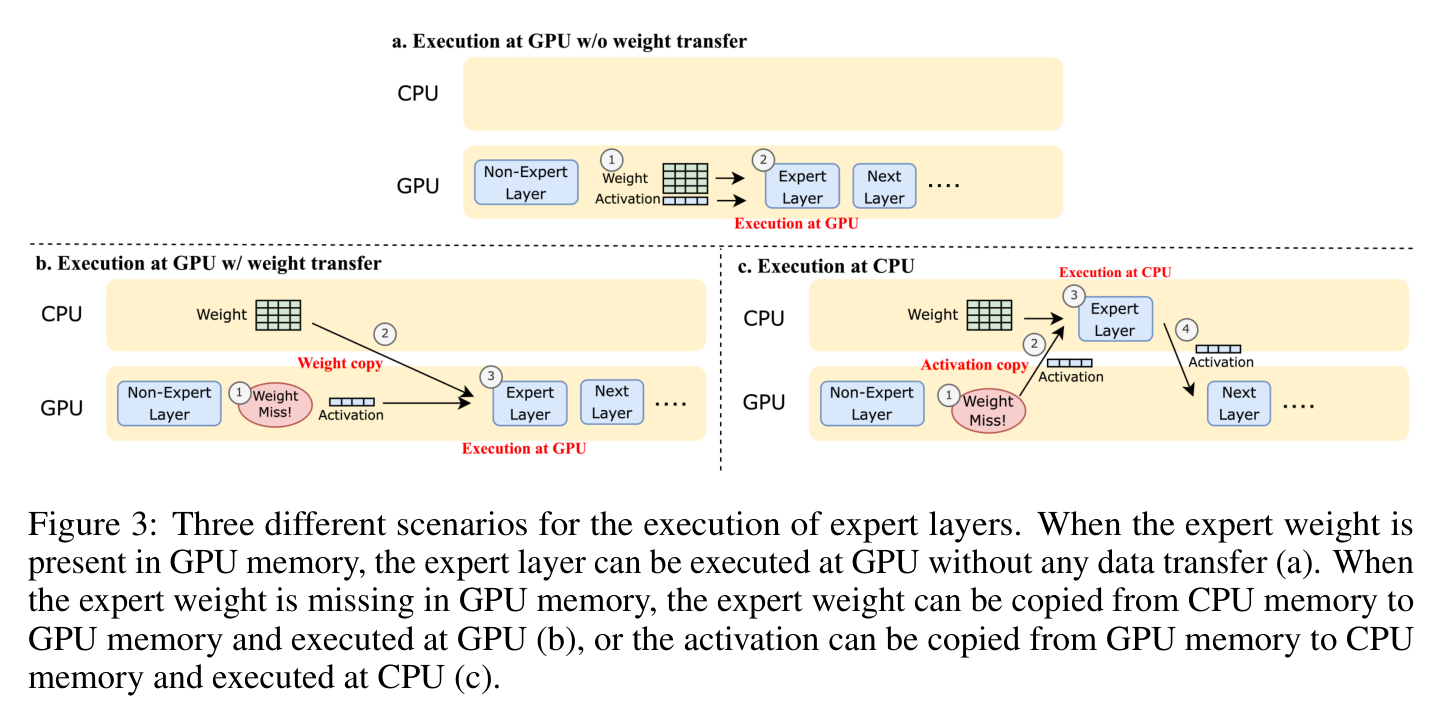 a. Execution at GPU w/o weight transfer
CPU
GPU
Non-Expert
Layer
1
Weight
Activation
2
Expert
Layer
Next
Layer
....
Execution at GPU
b. Execution at GPU w/ weight transfer
CPU
Weight
2
Weight copy
GPU
Non-Expert
Layer
1
Weight
Miss!
Activation
3
Expert
Layer
Next
Layer
....
Execution at GPU
c. Execution at CPU
Execution at CPU
CPU
Weight
3
Expert
Layer
2
4
Activation copy
Activation
Activation
GPU
Non-Expert
Layer
1
Weight
Miss!
Next
Layer
....
Figure 3: Three different scenarios for the execution of expert layers. When the expert weight is
present in GPU memory, the expert layer can be executed at GPU without any data transfer (a). When
the expert weight is missing in GPU memory, the expert weight can be copied from CPU memory to
GPU memory and executed at GPU (b), or the activation can be copied from GPU memory to CPU
memory and executed at CPU (c).